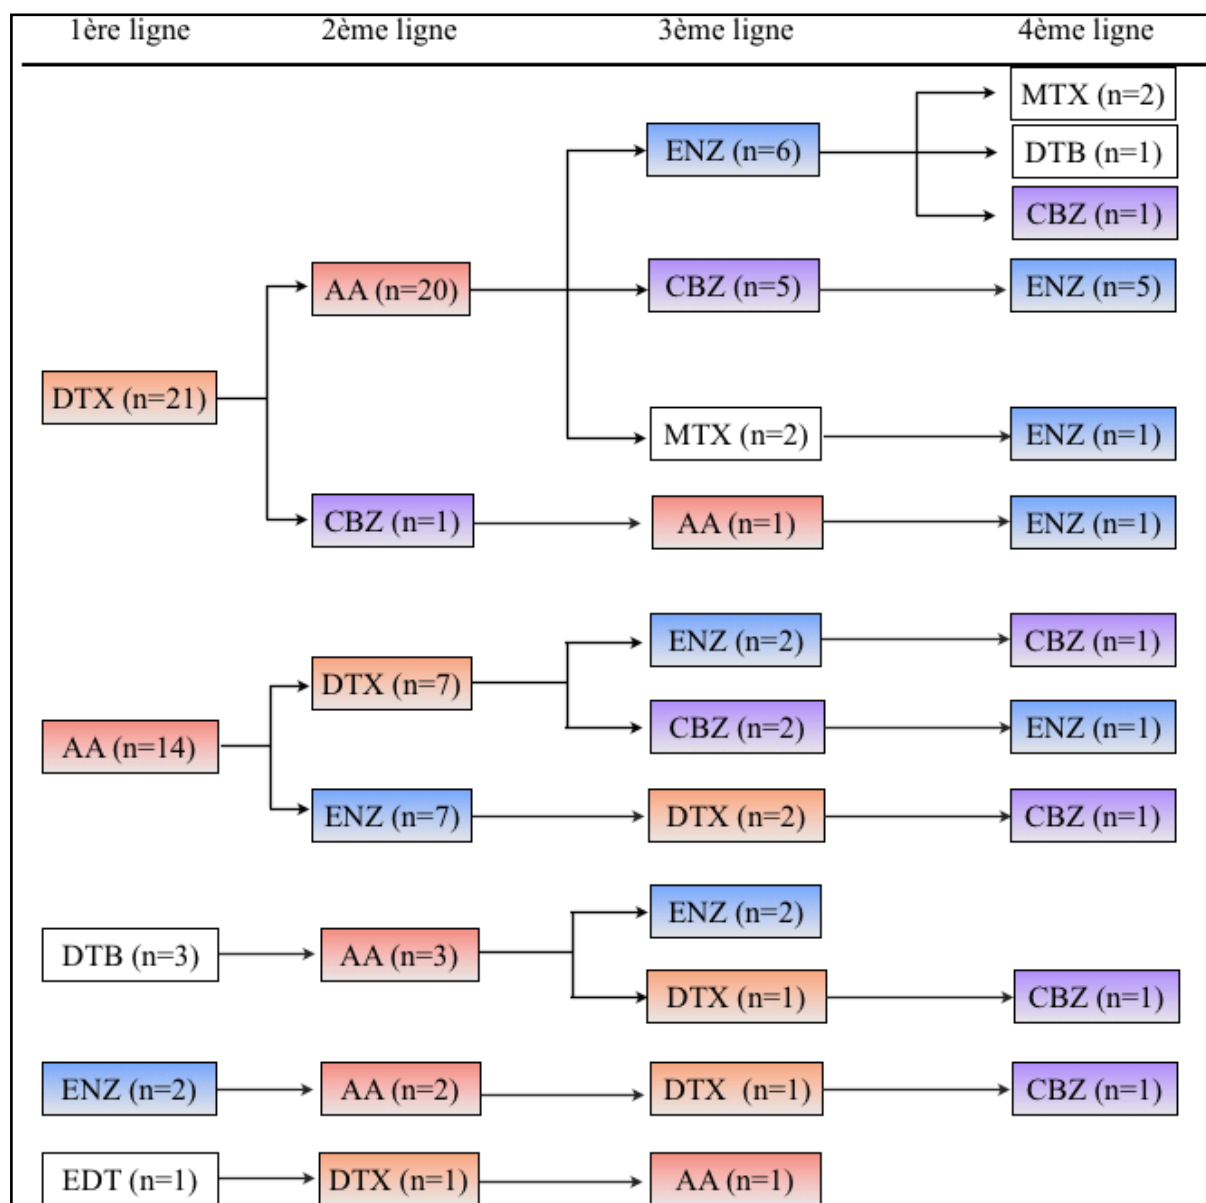 1ère ligne 2ème ligne 3ème ligne 4ème ligne
MTX (n=2)
ENZ (n=6) DTB (n=1)
CBZ (n=1)
AA (n=20) CBZ (n=5) ENZ (n=5)
DTX (n=21)
MTX (n=2) ENZ (n=1)
CBZ (n=1) AA (n=1) ENZ (n=1)
ENZ (n=2) CBZ (n=1)
DTX (n=7)
CBZ (n=2) ENZ (n=1)
AA (n=14)
ENZ (n=7) DTX (n=2) CBZ (n=1)
ENZ (n=2)
DTB (n=3) AA (n=3)
DTX (n=1) CBZ (n=1)
ENZ (n=2) AA (n=2) DTX (n=1) CBZ (n=1)
EDT (n=1) DTX (n=1) AA (n=1)